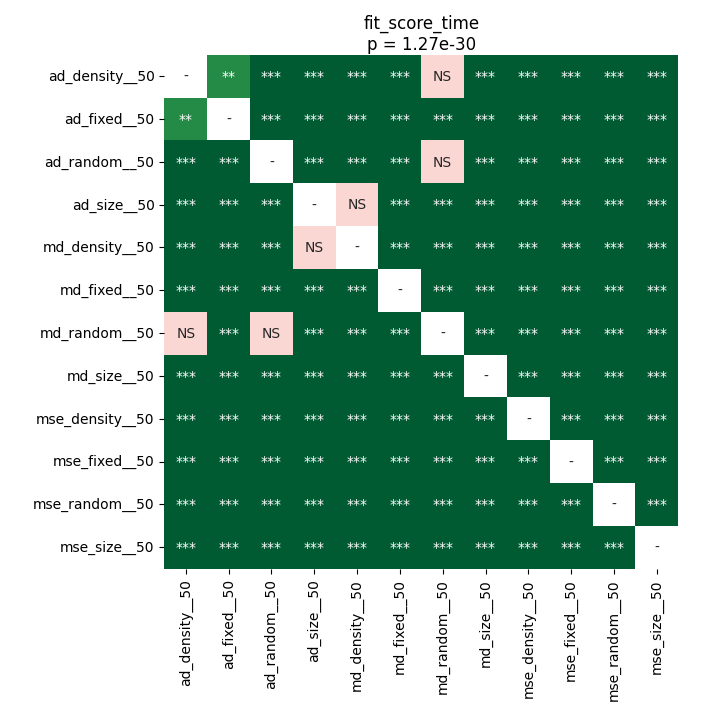 fit_score_time
p = 1.27e-30
ad_density__50 - ** *** *** *** *** NS *** *** *** *** ***
ad_fixed__50 ** - *** *** *** *** *** *** *** *** *** ***
ad_random__50 *** *** - *** *** *** NS *** *** *** *** ***
ad_size__50 *** *** *** - NS *** *** *** *** *** *** ***
md_density__50 *** *** *** NS - *** *** *** *** *** *** ***
md_fixed__50 *** *** *** *** *** - *** *** *** *** *** ***
md_random__50 NS *** NS *** *** *** - *** *** *** *** ***
md_size__50 *** *** *** *** *** *** *** - *** *** *** ***
mse_density__50 *** *** *** *** *** *** *** *** - *** *** ***
mse_fixed__50 *** *** *** *** *** *** *** *** *** - *** ***
mse_random__50 *** *** *** *** *** *** *** *** *** *** - ***
mse_size__50 *** *** *** *** *** *** *** *** *** *** *** -
ad_density__50
ad_fixed__50
ad_random__50
ad_size__50
md_density__50
md_fixed__50
md_random__50
md_size__50
mse_density__50
mse_fixed__50
mse_random__50
mse_size__50